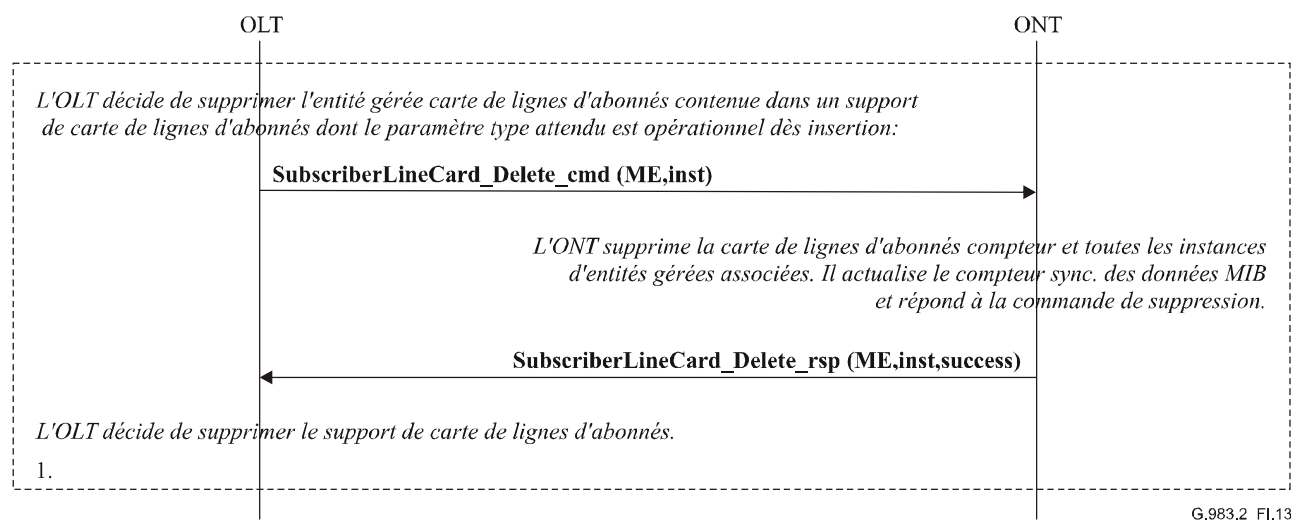 OLT ONT
L'OLT décide de supprimer l'entité gérée carte de lignes d'abonnés contenue dans un support
de carte de lignes d'abonnés dont le paramètre type attendu est opérationnel dès insertion:
SubscriberLineCard_Delete_cmd (ME,inst)
L'ONT supprime la carte de lignes d'abonnés compteur et toutes les instances
d'entités gérées associées. Il actualise le compteur sync. des données MIB
et répond à la commande de suppression.
SubscriberLineCard_Delete_rsp (ME,inst,success)
L'OLT décide de supprimer le support de carte de lignes d'abonnés.
1.
G.983.2_FI.13